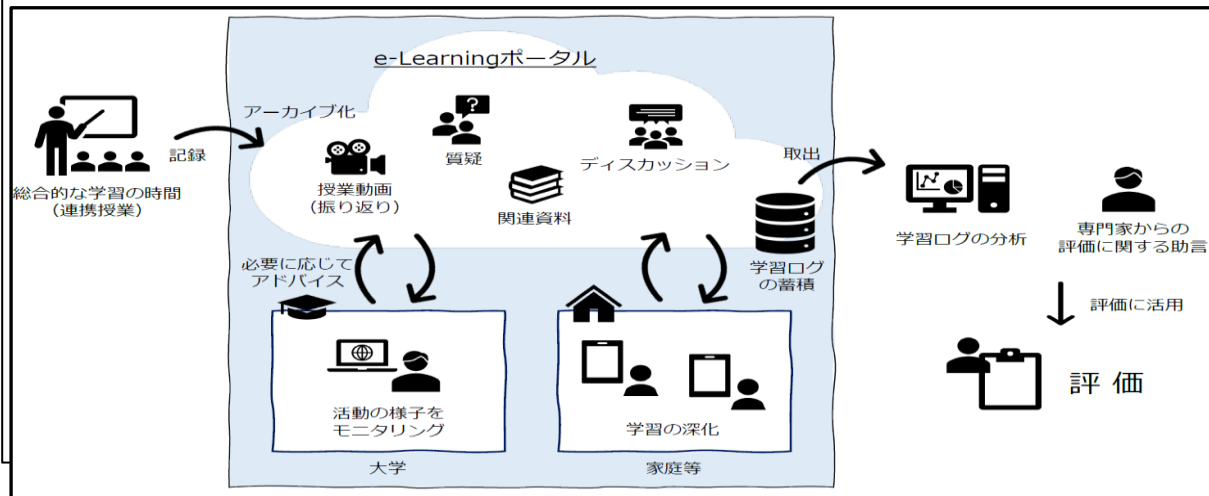 e-Learningポータル
アーカイブ化
記録
総合的な学習の時間
（連携授業）
質疑
ディスカッション
授業動画
（振り返り）
関連資料
取出
学習ログ
の蓄積
学習ログの分析
専門家からの
評価に関する助言
評価に活用
評 価
必要に応じて
アドバイス
活動の様子を
モニタリング
大学
学習の深化
家庭等